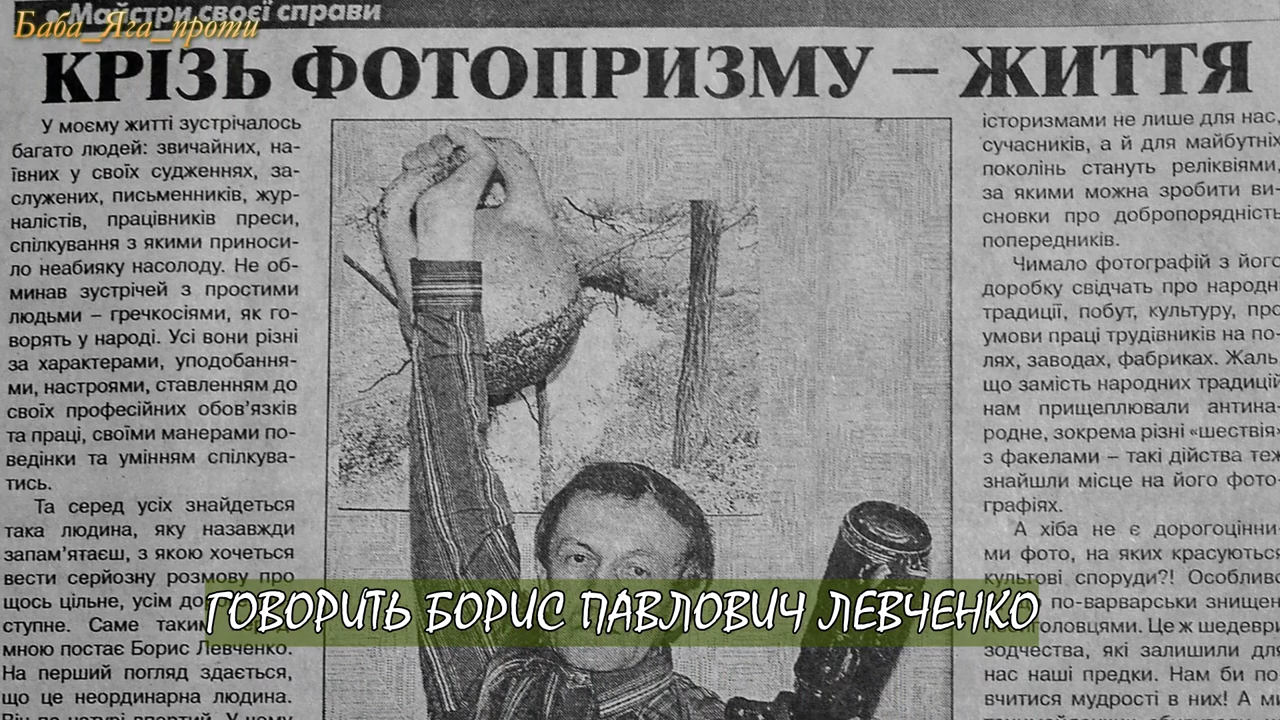 Баба_Яга_проти
Майстри своєї справи
КРІЗЬ ФОТОПРИЗМУ – ЖИТТЯ
У моєму житті зустрічалось
багато людей: звичайних, на-
ївних у своїх судженнях, за-
служених, письменників, жур-
налістів, працівників преси,
спілкування з якими приноси-
ло неабияку насолоду. Не об-
минав зустрічей з простими
людьми – гречкосіями, як го-
ворять у народі. Усі вони різні
за характерами, уподобання-
ми, настроями, ставленням до
своїх професійних обов'язків
та праці, своїми манерами по-
ведінки та умінням спілкува-
тись.
Та серед усіх знайдеться
така людина, яку назавжди
запам'ятаєш, з якою хочеться
вести серйозну розмову про
щось цільне, усім
ступне. Саме
мною постає Борис Левченко.
На перший погляд здається,
що це неординарна людина.
Він по натурі впертий. У чому
історизмами не лише для нас,
сучасників, а й для майбутніх
поколінь стануть реліквіями,
за якими можна зробити ви-
сновки про добропорядність
попередників.
Чимало фотографій з його
доробку свідчать про народні
традиції, побут, культуру, про
умови праці трудівників на по-
лях, заводах, фабриках. Жаль,
що замість народних традицій
нам прищеплювали антина-
родне, зокрема різні «шествія»
з факелами – такі дійства теж
знайшли місце на його фото-
графіях.
А хіба не є дорогоцінни-
ми фото, на яких красуються
культові споруди?! Особливо
по-варварськи знищен
Це ж шедеври
зодчества, які залишили для
нас наші предки. Нам би по-
вчитися мудрості в них! А ми
ГОВОРИТЬ БОРИС ПАВЛОВИЧ ЛЕВЧЕНКО